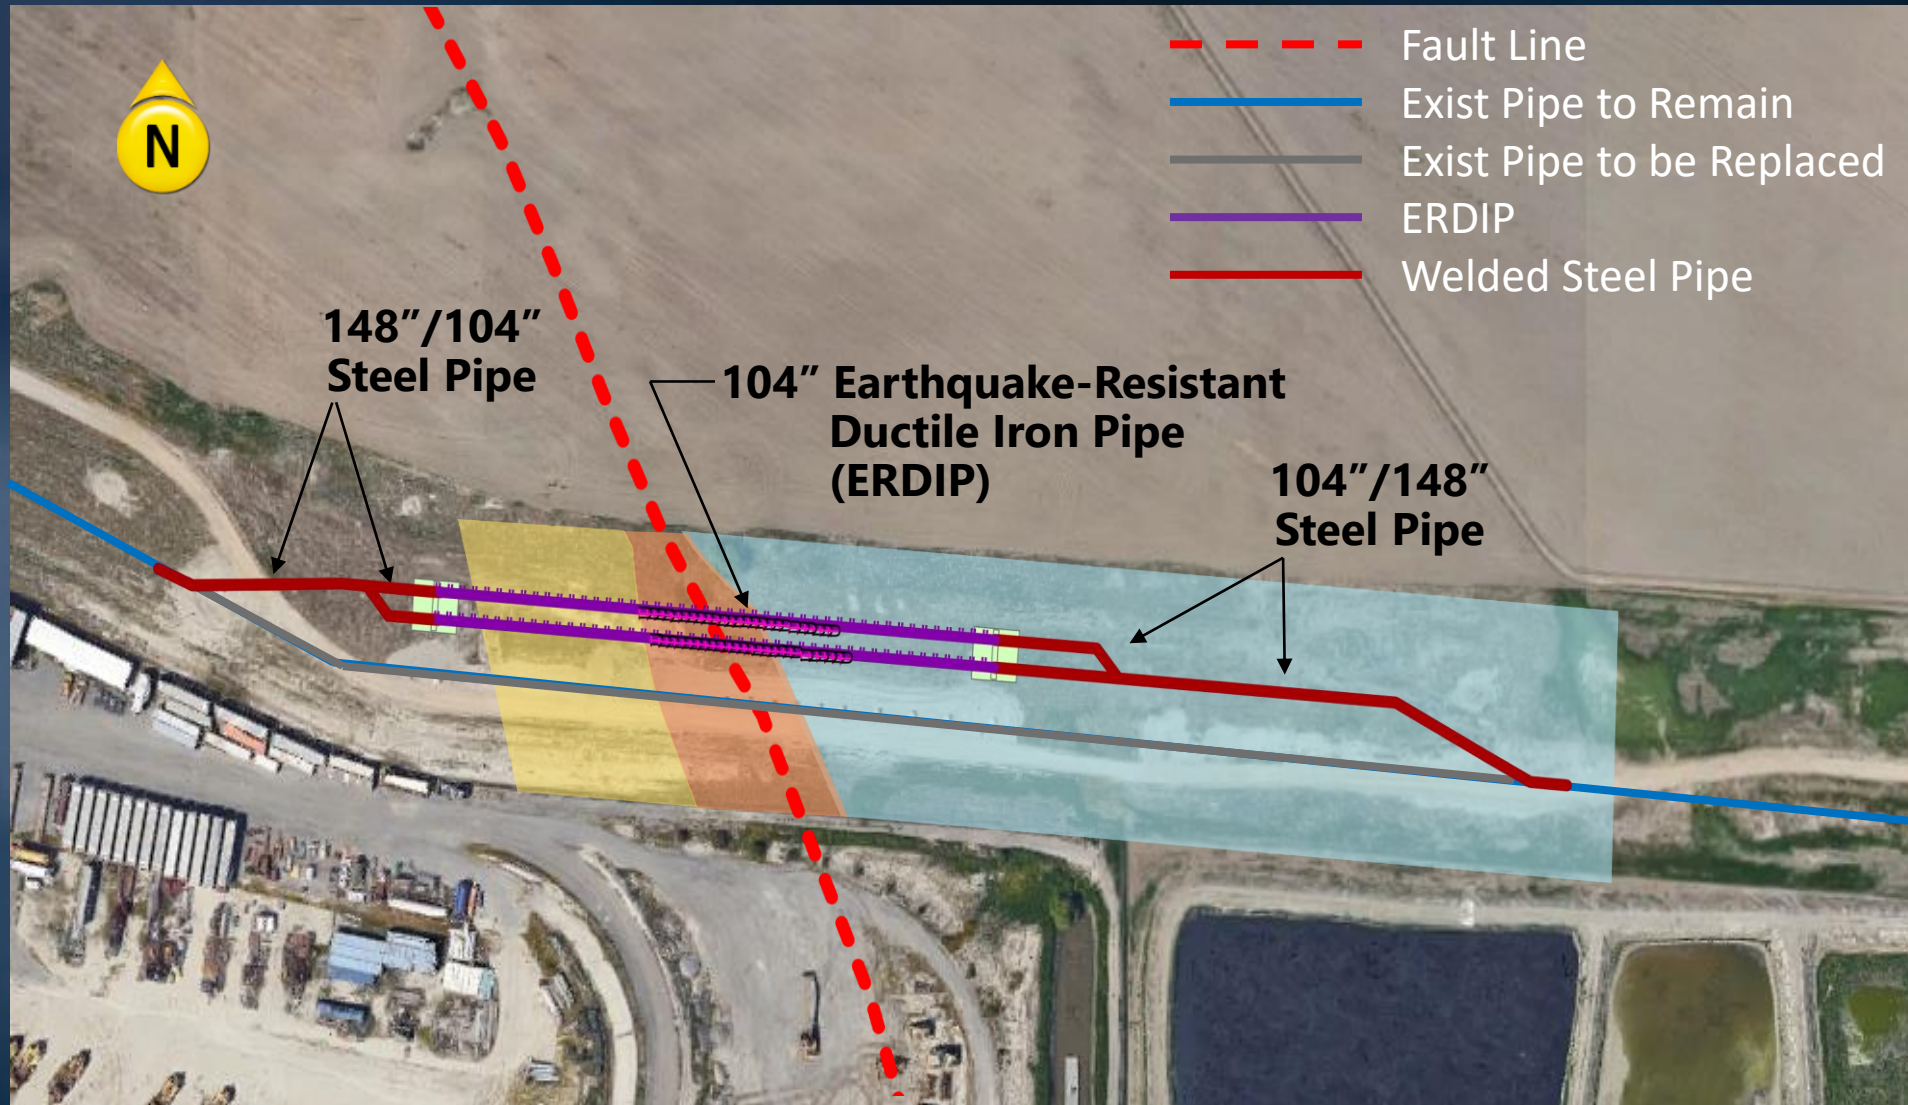 N
Fault Line
Exist Pipe to Remain
Exist Pipe to be Replaced
ERDIP
Welded Steel Pipe
148”/104”
Steel Pipe
104” Earthquake-Resistant
Ductile Iron Pipe
(ERDIP)
104”/148”
Steel Pipe